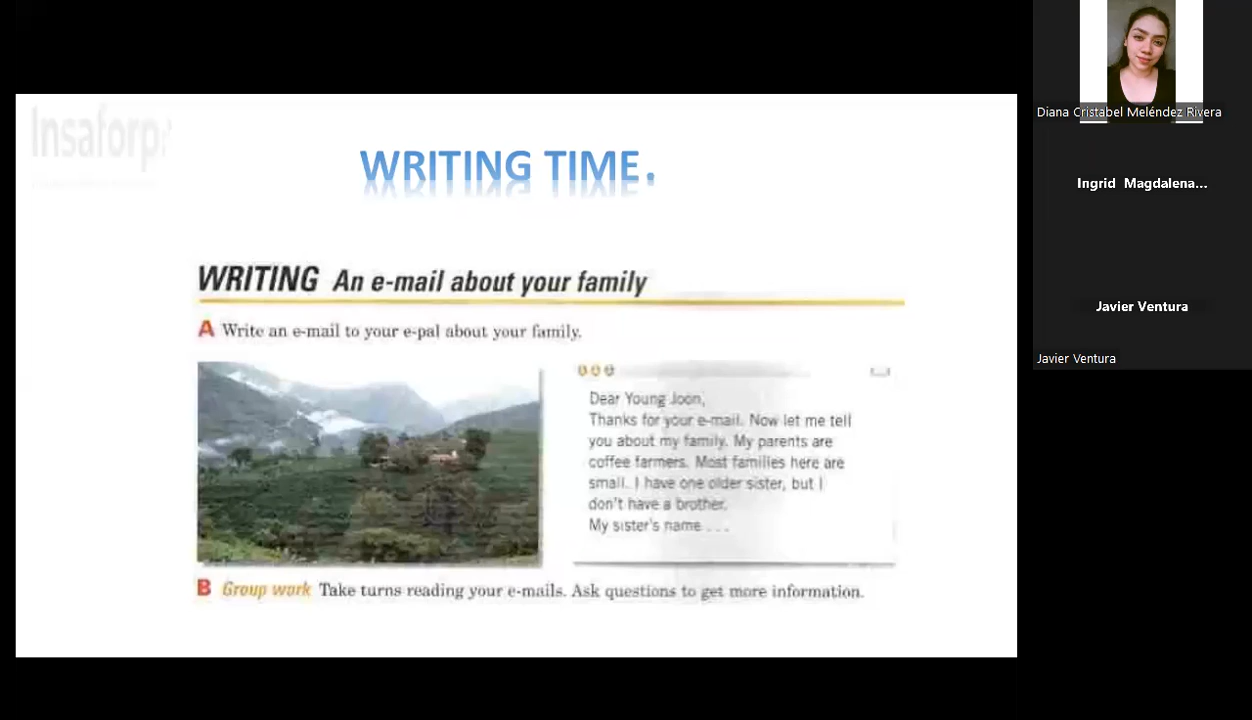 Insaforp
WRITING TIME.
WRITING An e-mail about your family
A Write an e-mail to your e-pal about your family.
Dear Young Joon,
Thanks for your e-mail. Now let me tell
you about my family. My parents are
coffee farmers. Most families here are
small. I have one older sister, but I
don't have a brother.
My sister's name . . .
B Group work Take turns reading your e-mails. Ask questions to get more information.
Diana Cristabel Meléndez Rivera
Ingrid Magdalena...
Javier Ventura
Javier Ventura